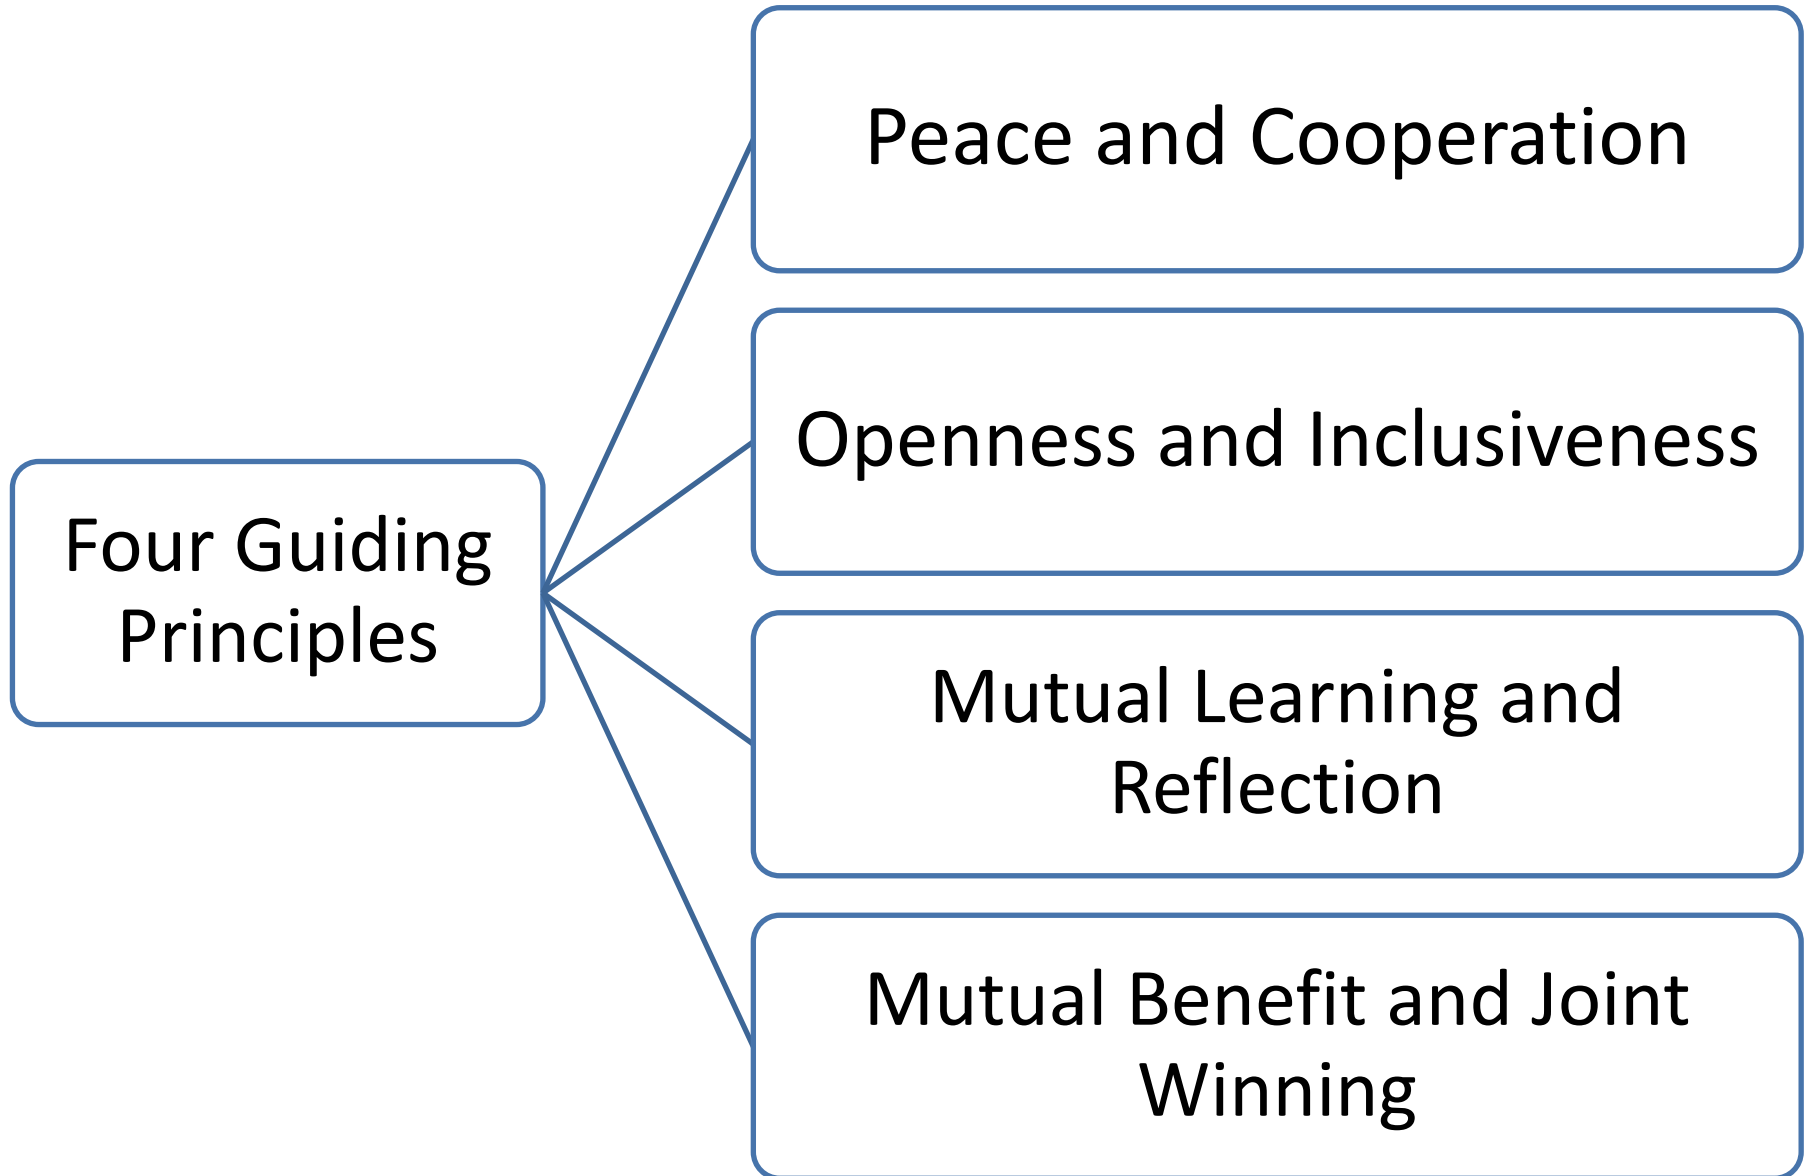 Peace and Cooperation
Openness and Inclusiveness
Four Guiding
Principles
Mutual Learning and
Reflection
Mutual Benefit and Joint
Winning